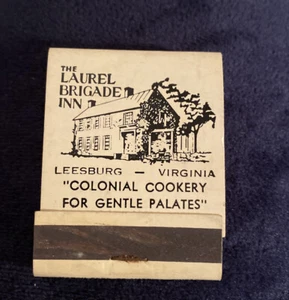 THE
LAUREL
BRIGADE
INN
LEESBURG — VIRGINIA
"COLONIAL COOKERY
FOR GENTLE PALATES"